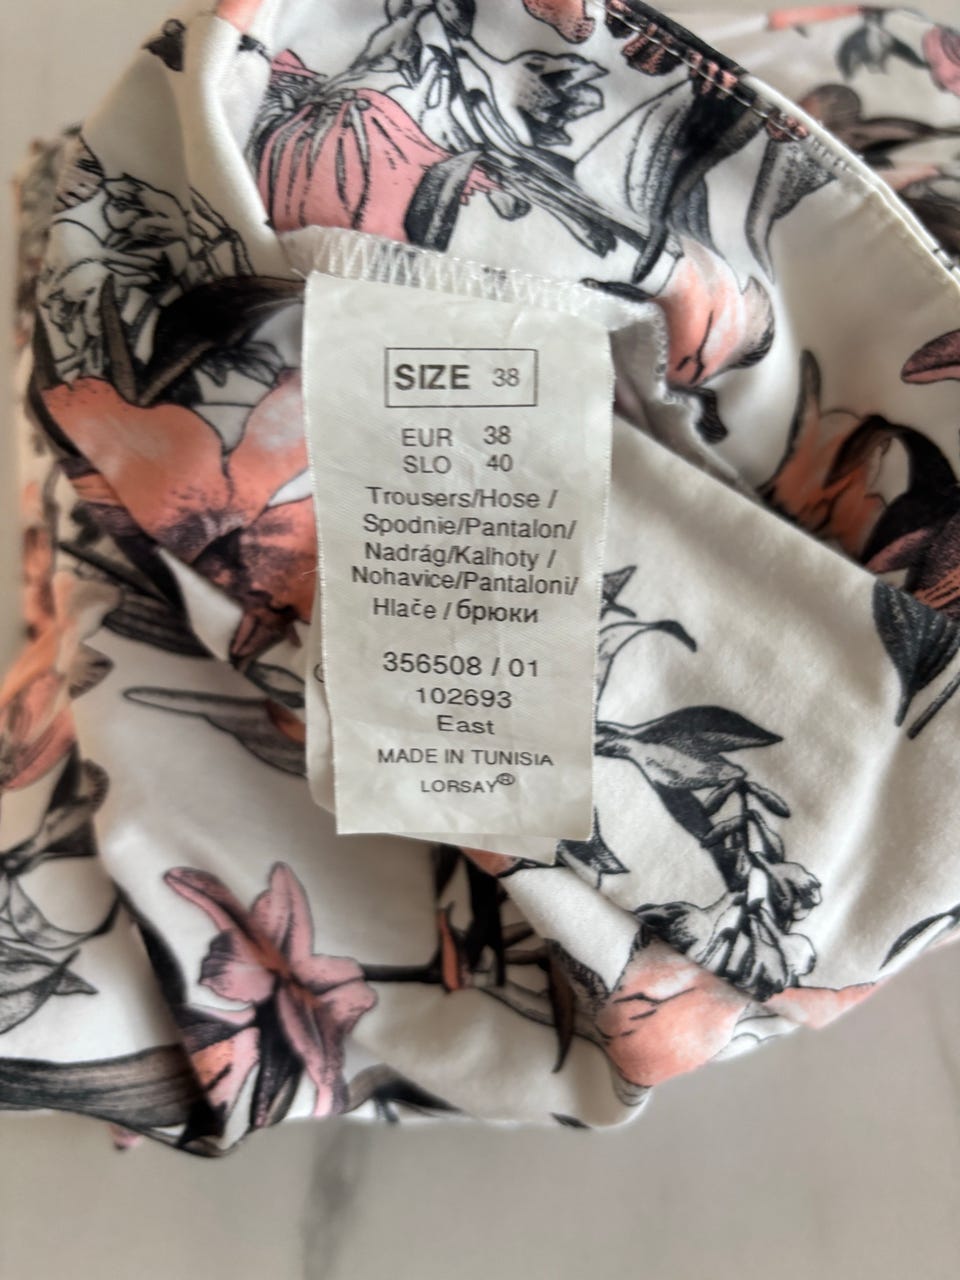 SIZE 38
EUR 38
SLO 40
Trousers/Hose /
Spodnie/Pantalon/
Nadrág/Kalhoty /
Nohavice/Pantaloni/
Hlače / брюки
356508 / 01
102693
East
MADE IN TUNISIA
LORSAY®